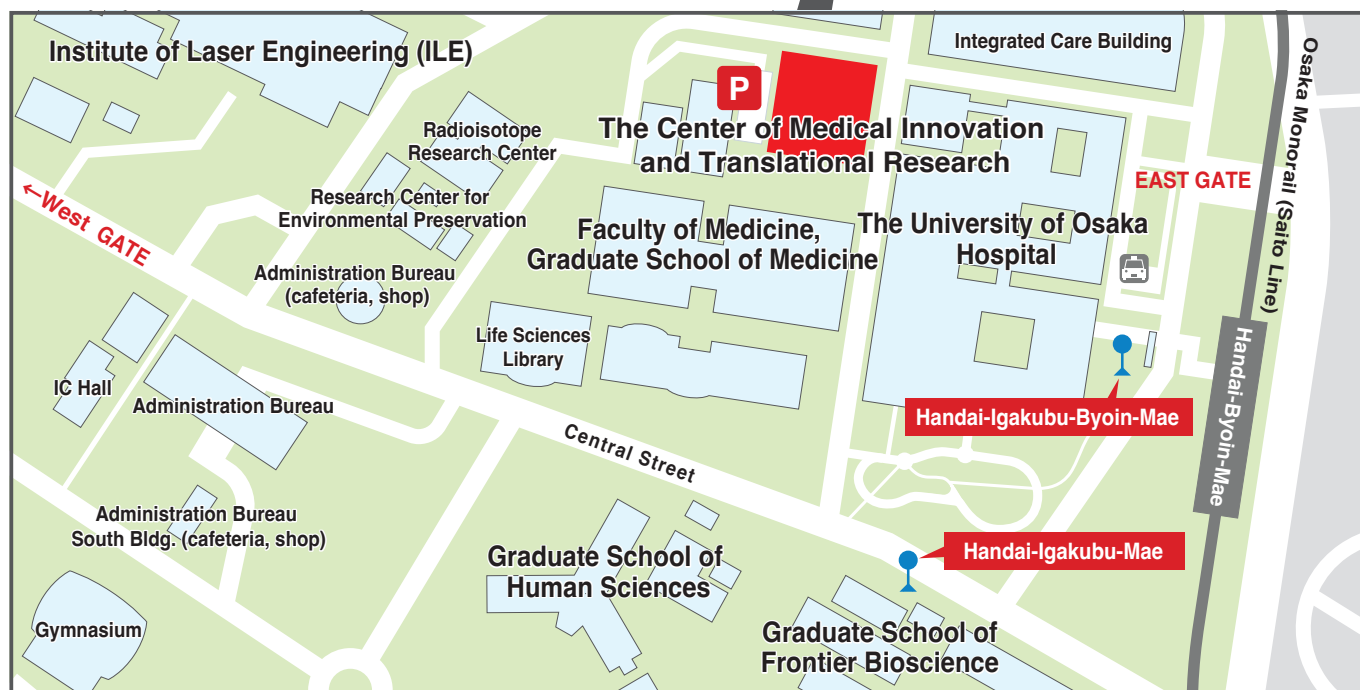 Institute of Laser Engineering (ILE)
Integrated Care Building
P
Osaka Monorail (Saito Line)
Radioisotope
Research Center
The Center of Medical Innovation
and Translational Research
EAST GATE
←West GATE
Research Center for
Environmental Preservation
Faculty of Medicine,
Graduate School of Medicine
The University of Osaka
Hospital
Administration Bureau
(cafeteria, shop)
Life Sciences
Library
IC Hall
Administration Bureau
Handai-Igakubu-Byoin-Mae
Handai-Byoin-Mae
Central Street
Administration Bureau
South Bldg. (cafeteria, shop)
Graduate School of
Human Sciences
Handai-Igakubu-Mae
Gymnasium
Graduate School of
Frontier Bioscience